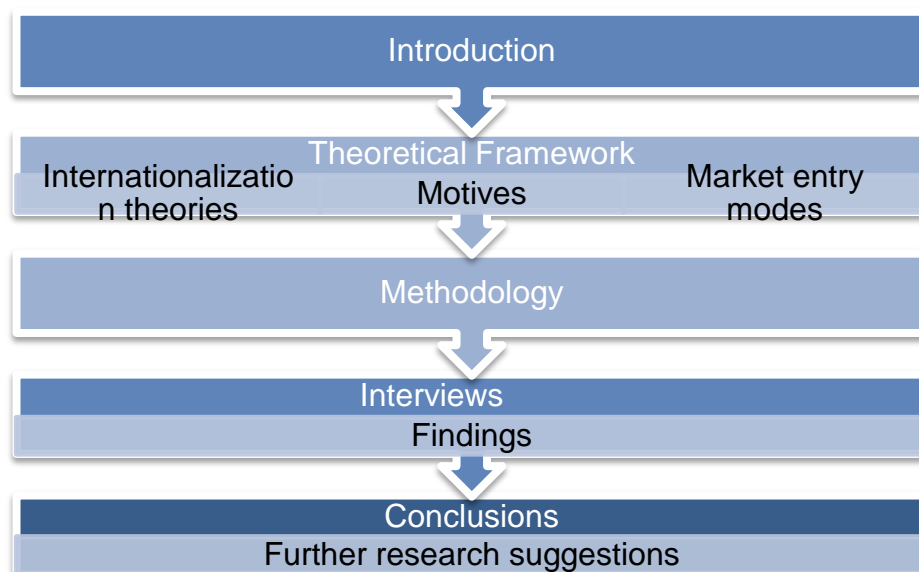 Introduction
Theoretical Framework
Internationalizatio
n theories
Motives
Market entry
modes
Methodology
Interviews
Findings
Conclusions
Further research suggestions